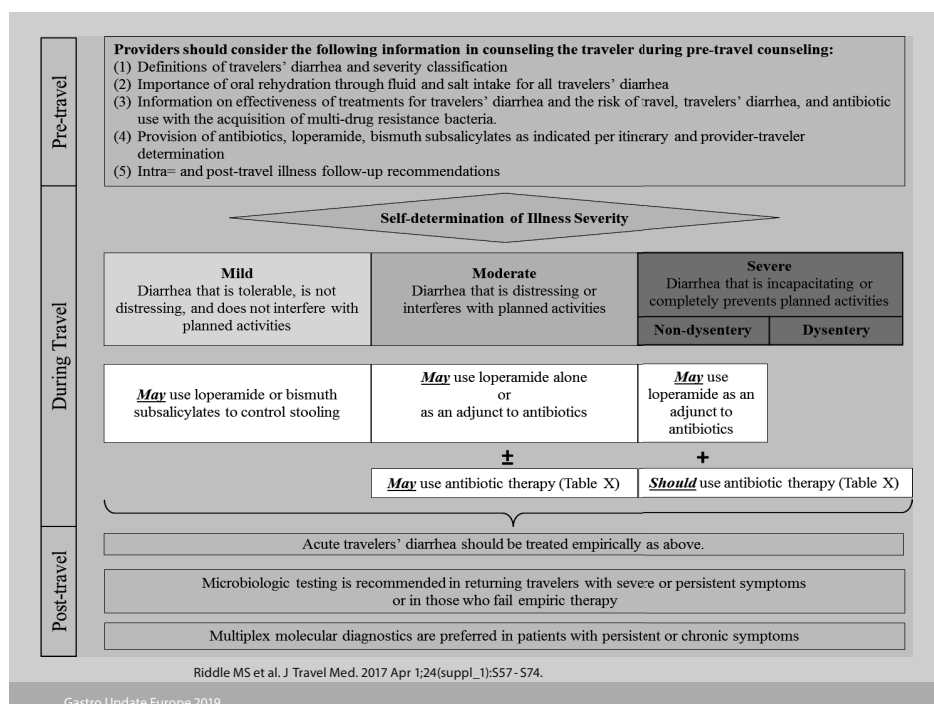 Pre-travel
Providers should consider the following information in counseling the traveler during pre-travel counseling:
(1) Definitions of travelers’ diarrhea and severity classification
(2) Importance of oral rehydration through fluid and salt intake for all travelers’ diarrhea
(3) Information on effectiveness of treatments for travelers’ diarrhea and the risk of travel, travelers’ diarrhea, and antibiotic
use with the acquisition of multi-drug resistance bacteria.
(4) Provision of antibiotics, loperamide, bismuth subsalicylates as indicated per itinerary and provider-traveler
determination
(5) Intra= and post-travel illness follow-up recommendations
During Travel
Self-determination of Illness Severity
Mild
Diarrhea that is tolerable, is not
distressing, and does not interfere with
planned activities
Moderate
Diarrhea that is distressing or
interferes with planned activities
Severe
Diarrhea that is incapacitating or
completely prevents planned activities
Non-dysentery
Dysentery
May use loperamide or bismuth
subsalicylates to control stooling
May use loperamide alone
or
as an adjunct to antibiotics
May use
loperamide as an
adjunct to
antibiotics
±
+
May use antibiotic therapy (Table X)
Should use antibiotic therapy (Table X)
Post-travel
Acute travelers’ diarrhea should be treated empirically as above.
Microbiologic testing is recommended in returning travelers with severe or persistent symptoms
or in those who fail empiric therapy
Multiplex molecular diagnostics are preferred in patients with persistent or chronic symptoms
Riddle MS et al. J Travel Med. 2017 Apr 1;24(suppl_1):S57-S74.
Gastro Update Europe 2019